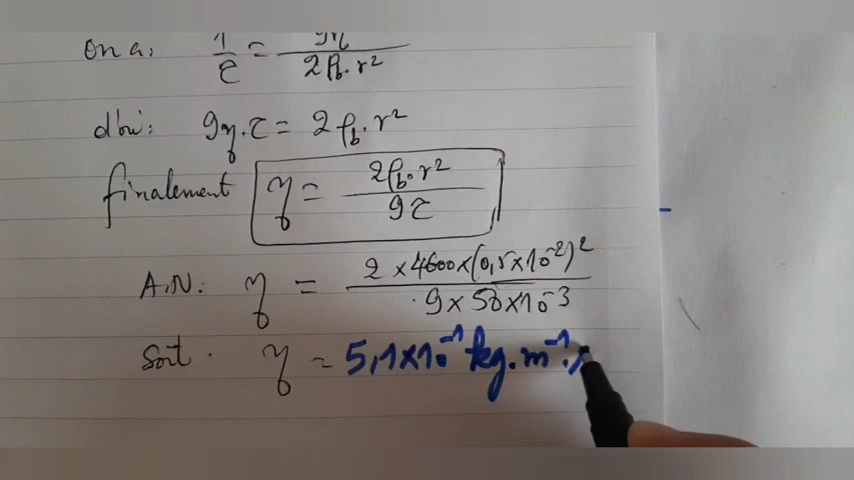 on a: 1/τ = 9η/2ρb.r²
d'où: 9η.τ = 2ρb.r²
finalement η = 2ρb.r²/9τ
A.N: η = 2×4600×(0,5×10⁻²)²/9×50×10⁻³
Soit . η = 5,1×10⁻¹ kg.m⁻¹.